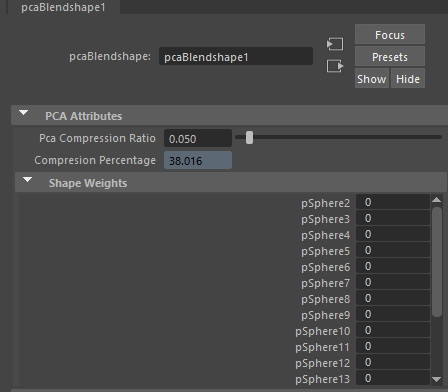 pcaBlendshape1
Focus
pcaBlendshape: pcaBlendshape1
Presets
Show Hide
PCA Attributes
Pca Compression Ratio 0.050
Compresion Percentage 38.016
Shape Weights
pSphere2 0
pSphere3 0
pSphere4 0
pSphere5 0
pSphere6 0
pSphere7 0
pSphere8 0
pSphere9 0
pSphere10 0
pSphere11 0
pSphere12 0
pSphere13 0